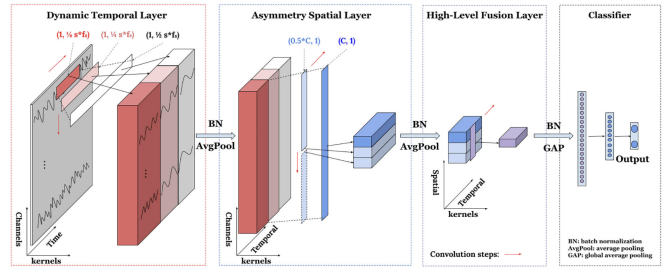 Dynamic Temporal Layer
Asymmetry Spatial Layer
High-Level Fusion Layer
Classifier
(1, ⅛ s*fₛ) (1, ¼ s*fₛ) (1, ½ s*fₛ)
(0.5*C, 1) (C, 1)
BN
AvgPool
BN
AvgPool
BN
GAP
Output
Channels
Time
kernels
Channels
Temporal
kernels
Spatial
Temporal
kernels
Convolution steps:
BN: batch normalization
AvgPool: average pooling
GAP: global average pooling